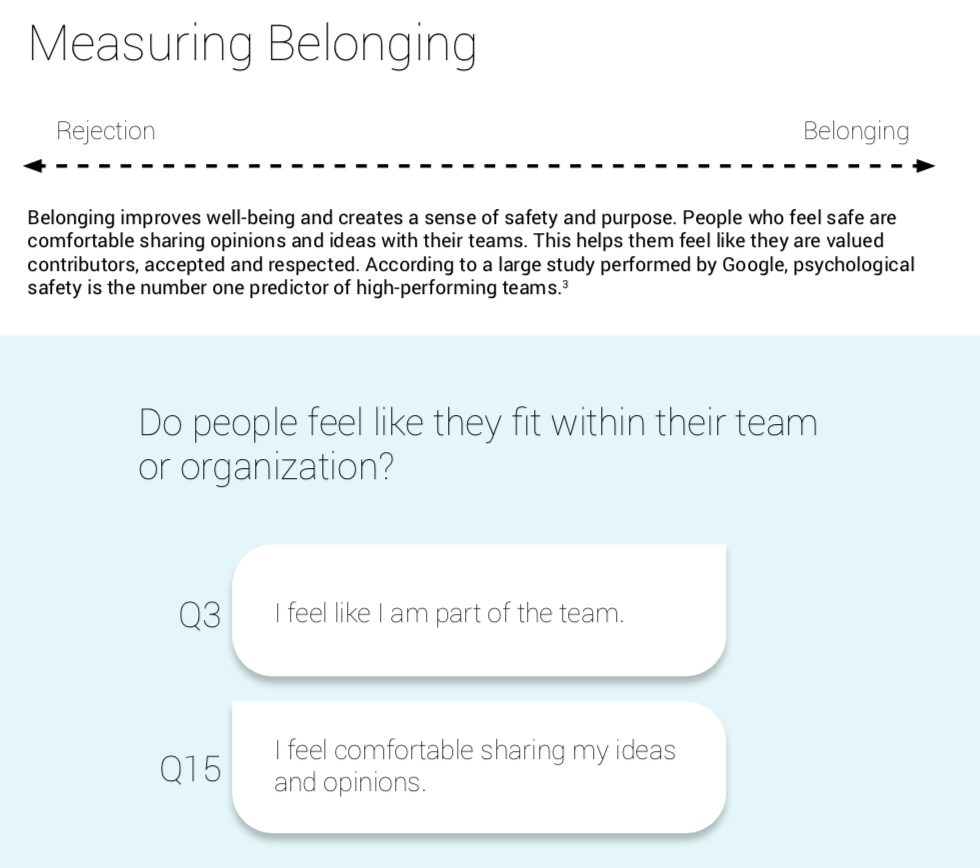 Measuring Belonging
Rejection
Belonging
Belonging improves well-being and creates a sense of safety and purpose. People who feel safe are
comfortable sharing opinions and ideas with their teams. This helps them feel like they are valued
contributors, accepted and respected. According to a large study performed by Google, psychological
safety is the number one predictor of high-performing teams.³
Do people feel like they fit within their team
or organization?
Q3
I feel like I am part of the team.
Q15
I feel comfortable sharing my ideas
and opinions.